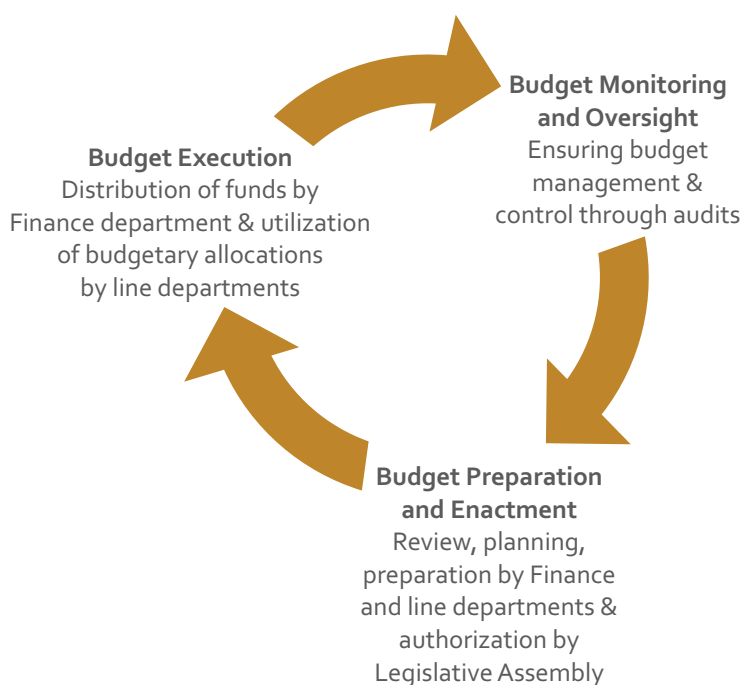 Budget Monitoring
and Oversight
Ensuring budget
management &
control through audits
Budget Execution
Distribution of funds by
Finance department & utilization
of budgetary allocations
by line departments
Budget Preparation
and Enactment
Review, planning,
preparation by Finance
and line departments &
authorization by
Legislative Assembly